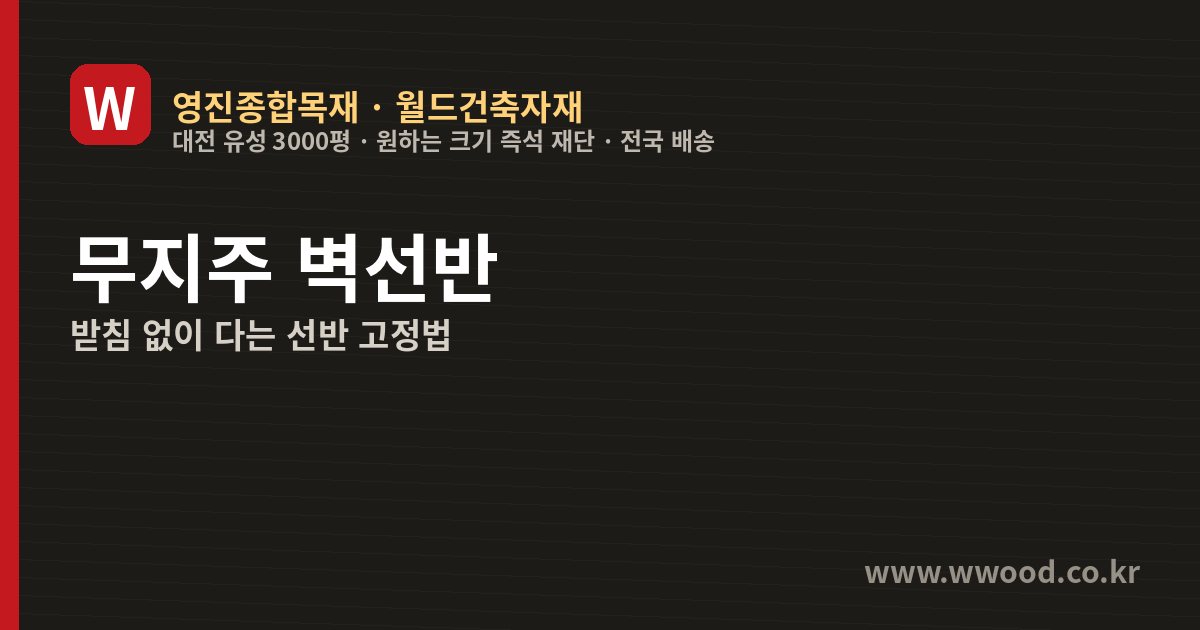 W
영진종합목재 · 월드건축자재
대전 유성 3000평 · 원하는 크기 즉석 재단 · 전국 배송
무지주 벽선반
받침 없이 다는 선반 고정법
www.wwood.co.kr